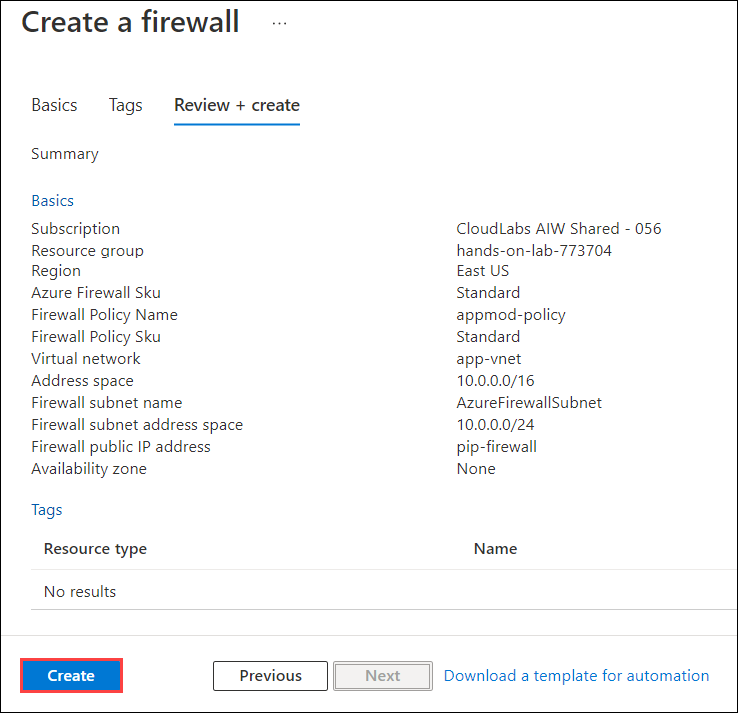 Create a firewall ...
Basics Tags Review + create
Summary
Basics
Subscription CloudLabs AIW Shared - 056
Resource group hands-on-lab-773704
Region East US
Azure Firewall Sku Standard
Firewall Policy Name appmod-policy
Firewall Policy Sku Standard
Virtual network app-vnet
Address space 10.0.0.0/16
Firewall subnet name AzureFirewallSubnet
Firewall subnet address space 10.0.0.0/24
Firewall public IP address pip-firewall
Availability zone None
Tags
Resource type Name
No results
Create Previous Next Download a template for automation